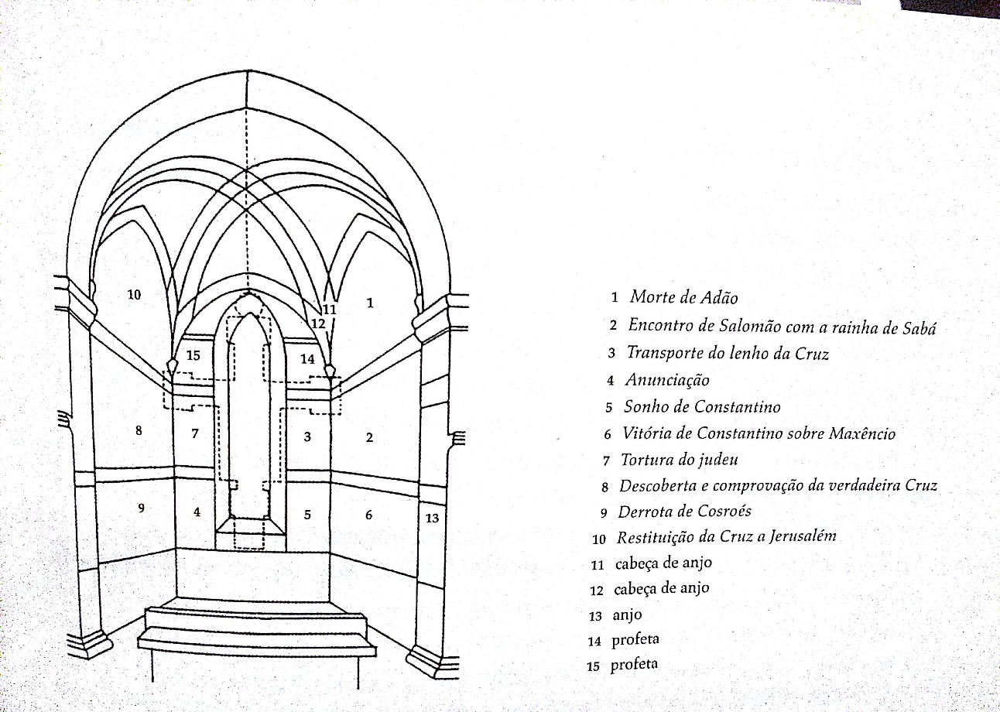 10
1
11
12
15
14
8
7
3
2
9
4
5
6
13
1 Morte de Adão
2 Encontro de Salomão com a rainha de Sabá
3 Transporte do lenho da Cruz
4 Anunciação
5 Sonho de Constantino
6 Vitória de Constantino sobre Maxêncio
7 Tortura do judeu
8 Descoberta e comprovação da verdadeira Cruz
9 Derrota de Cosroés
10 Restituição da Cruz a Jerusalém
11 cabeça de anjo
12 cabeça de anjo
13 anjo
14 profeta
15 profeta